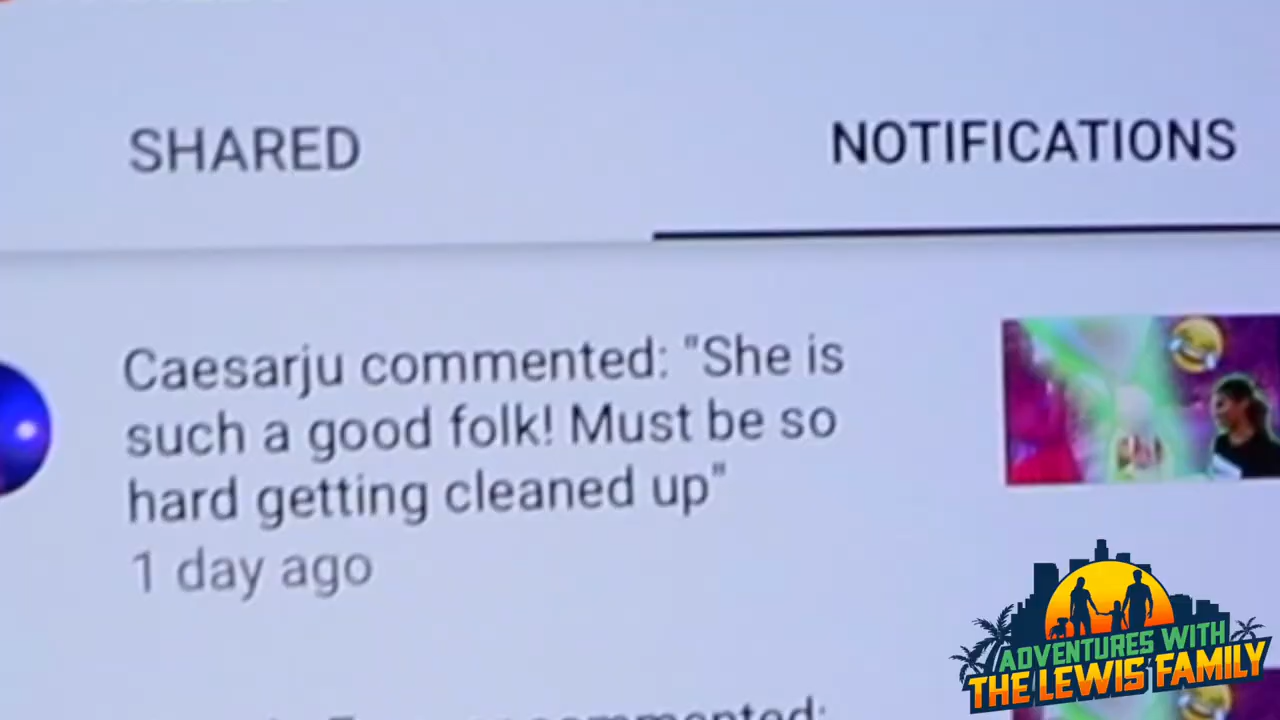 SHARED
NOTIFICATIONS
Caesarju commented: "She is
such a good folk! Must be so
hard getting cleaned up"
1 day ago
commented:
ADVENTURES WITH
THE LEWIS FAMILY